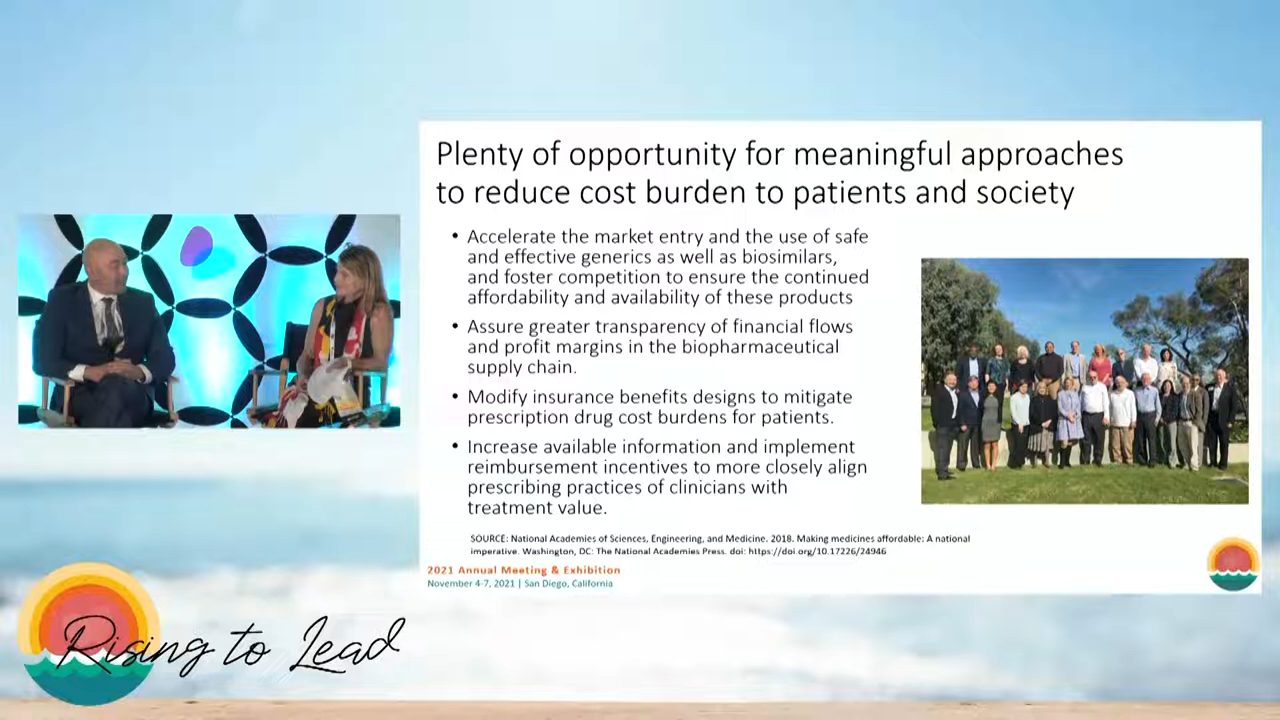 Plenty of opportunity for meaningful approaches
to reduce cost burden to patients and society
• Accelerate the market entry and the use of safe
and effective generics as well as biosimilars,
and foster competition to ensure the continued
affordability and availability of these products
• Assure greater transparency of financial flows
and profit margins in the biopharmaceutical
supply chain.
• Modify insurance benefits designs to mitigate
prescription drug cost burdens for patients.
• Increase available information and implement
reimbursement incentives to more closely align
prescribing practices of clinicians with
treatment value.
SOURCE: National Academies of Sciences, Engineering, and Medicine. 2018. Making medicines affordable: A national
imperative. Washington, DC: The National Academies Press. doi: https://doi.org/10.17226/24946
2021 Annual Meeting & Exhibition
November 4-7, 2021 | San Diego, California
Rising to Lead